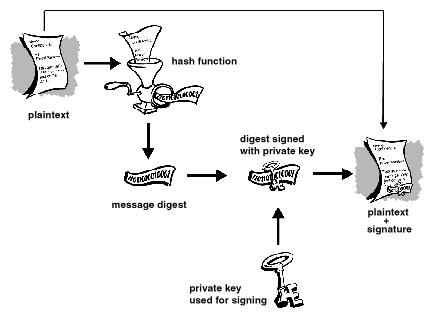 hash function
plaintext
digest signed
with private key
message digest
plaintext
+
signature
private key
used for signing